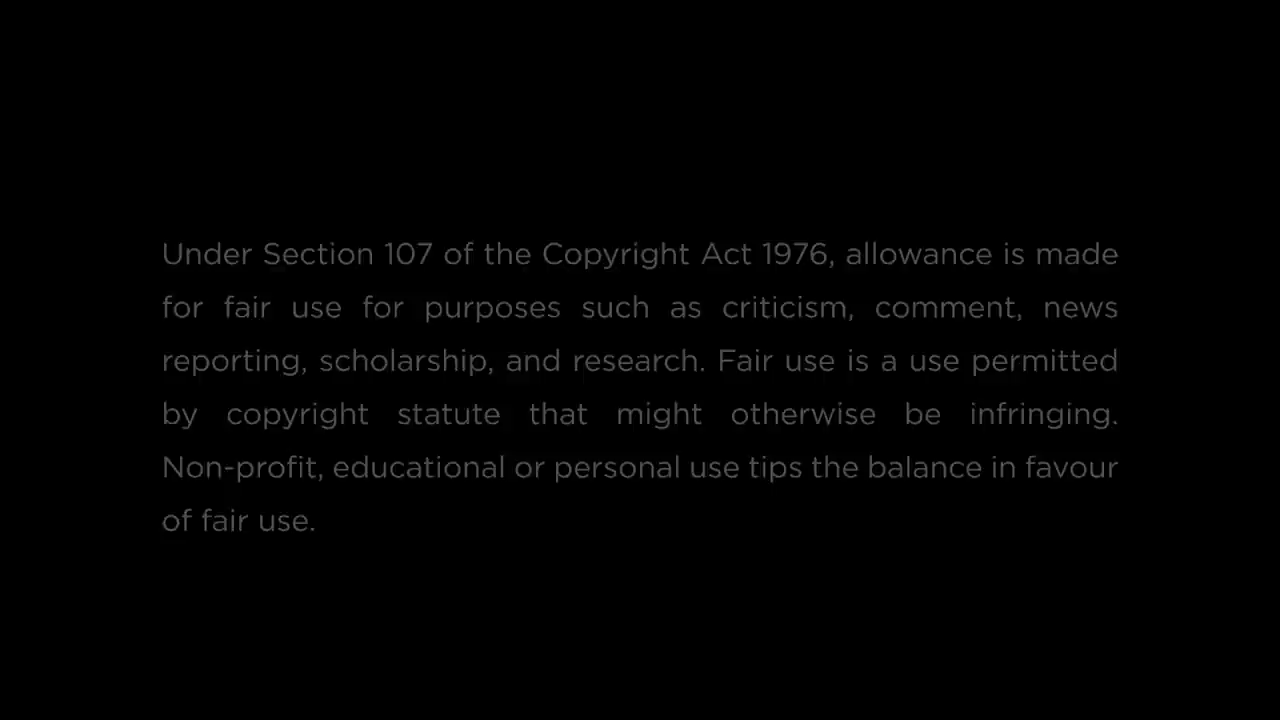 Under Section 107 of the Copyright Act 1976, allowance is made
for fair use for purposes such as criticism, comment, news
reporting, scholarship, and research. Fair use is a use permitted
by copyright statute that might otherwise be infringing.
Non-profit, educational or personal use tips the balance in favour
of fair use.